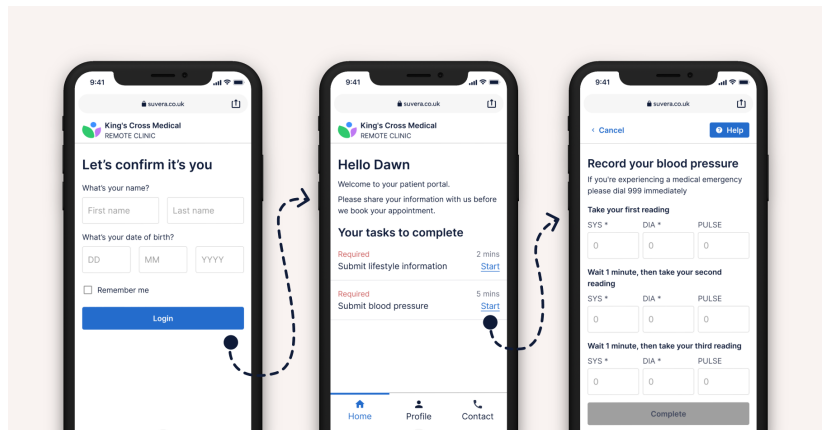 9:41
suvera.co.uk
King's Cross Medical
REMOTE CLINIC
Let's confirm it's you
What's your name?
First name
Last name
What's your date of birth?
DD
MM
YYYY
Remember me
Login
9:41
suvera.co.uk
King's Cross Medical
REMOTE CLINIC
Hello Dawn
Welcome to your patient portal.
Please share your information with us before
we book your appointment.
Your tasks to complete
Required
2 mins
Submit lifestyle information
Start
Required
5 mins
Submit blood pressure
Start
Home
Profile
Contact
9:41
suvera.co.uk
Cancel
Help
Record your blood pressure
If you're experiencing a medical emergency
please dial 999 immediately
Take your first reading
SYS *
DIA *
PULSE
0
0
0
Wait 1 minute, then take your second
reading
SYS *
DIA *
PULSE
0
0
0
Wait 1 minute, then take your third reading
SYS *
DIA *
PULSE
0
0
0
Complete